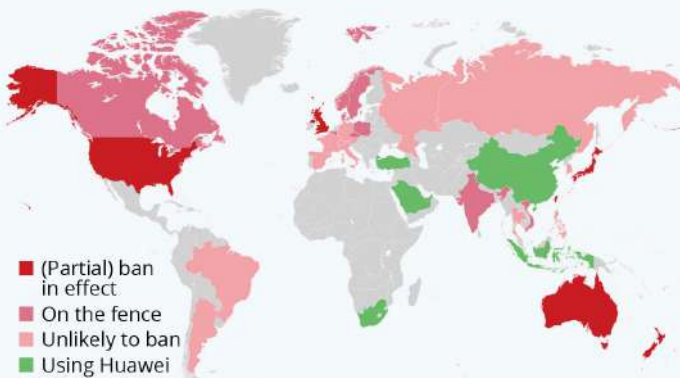 (Partial) ban
in effect
On the fence
Unlikely to ban
Using Huawei